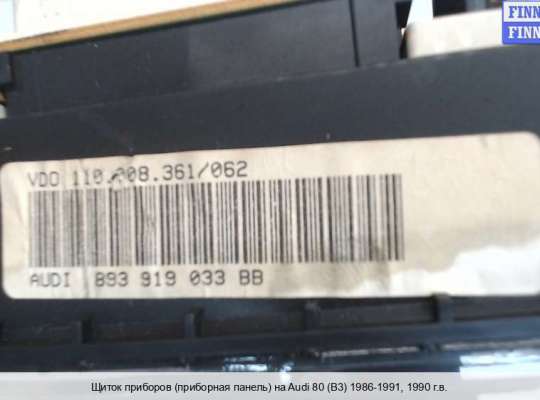 FINN
FINN
VDO 110.008.361/062
AUDI 893 919 033 BB
Щиток приборов (приборная панель) на Audi 80 (B3) 1986-1991, 1990 г.в.